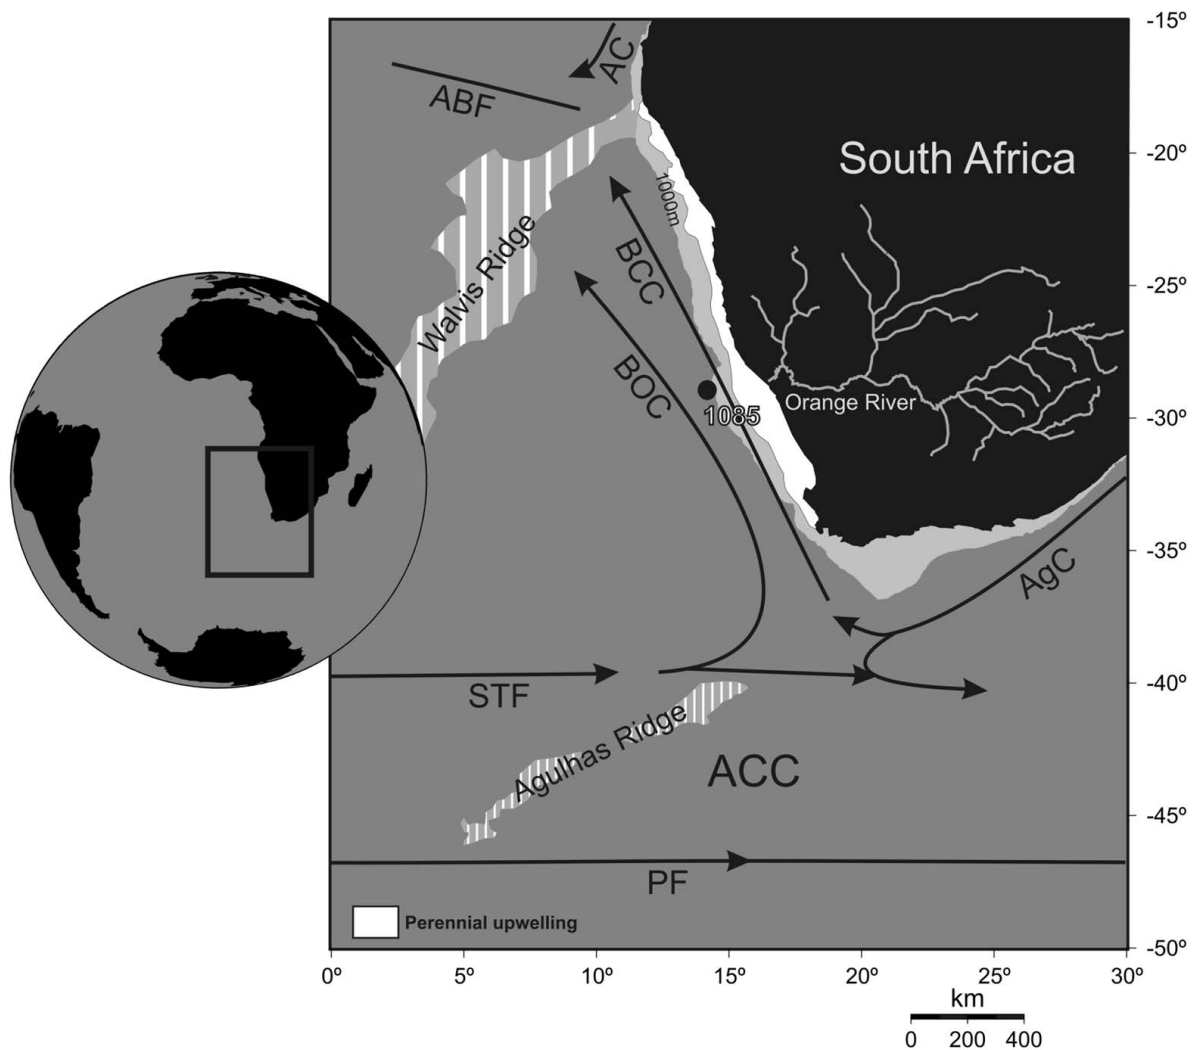 -15º
AC
ABF
South Africa
-20º
1000m
Walvis Ridge
BCC
-25º
BOC
Orange River
1085
-30º
-35º
AgC
STF
-40º
Agulhas Ridge
ACC
-45º
PF
Perennial upwelling
-50º
0º 5º 10º 15º 20º 25º 30º
km
0 200 400